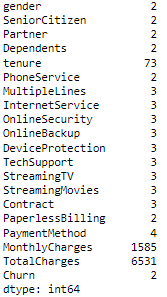 gender 2
SeniorCitizen 2
Partner 2
Dependents 2
tenure 73
PhoneService 2
MultipleLines 3
InternetService 3
OnlineSecurity 3
OnlineBackup 3
DeviceProtection 3
TechSupport 3
StreamingTV 3
StreamingMovies 3
Contract 3
PaperlessBilling 2
PaymentMethod 4
MonthlyCharges 1585
TotalCharges 6531
Churn 2
dtype: int64